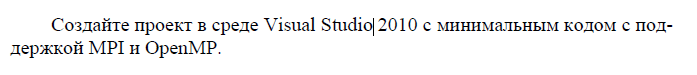 Создайте проект в среде Visual Studio 2010 с минимальным кодом с под-
держкой MPI и OpenMP.